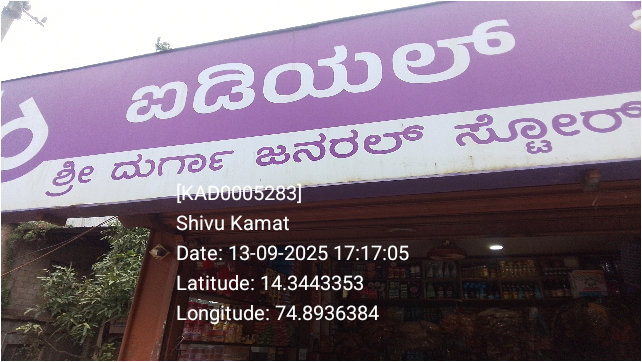 ಐಡಿಯಲ್
ಶ್ರೀ ದುರ್ಗಾ ಜನರಲ್ ಸ್ಟೋರ್
[KAD0005283]
Shivu Kamat
Date: 13-09-2025 17:17:05
Latitude: 14.3443353
Longitude: 74.8936384